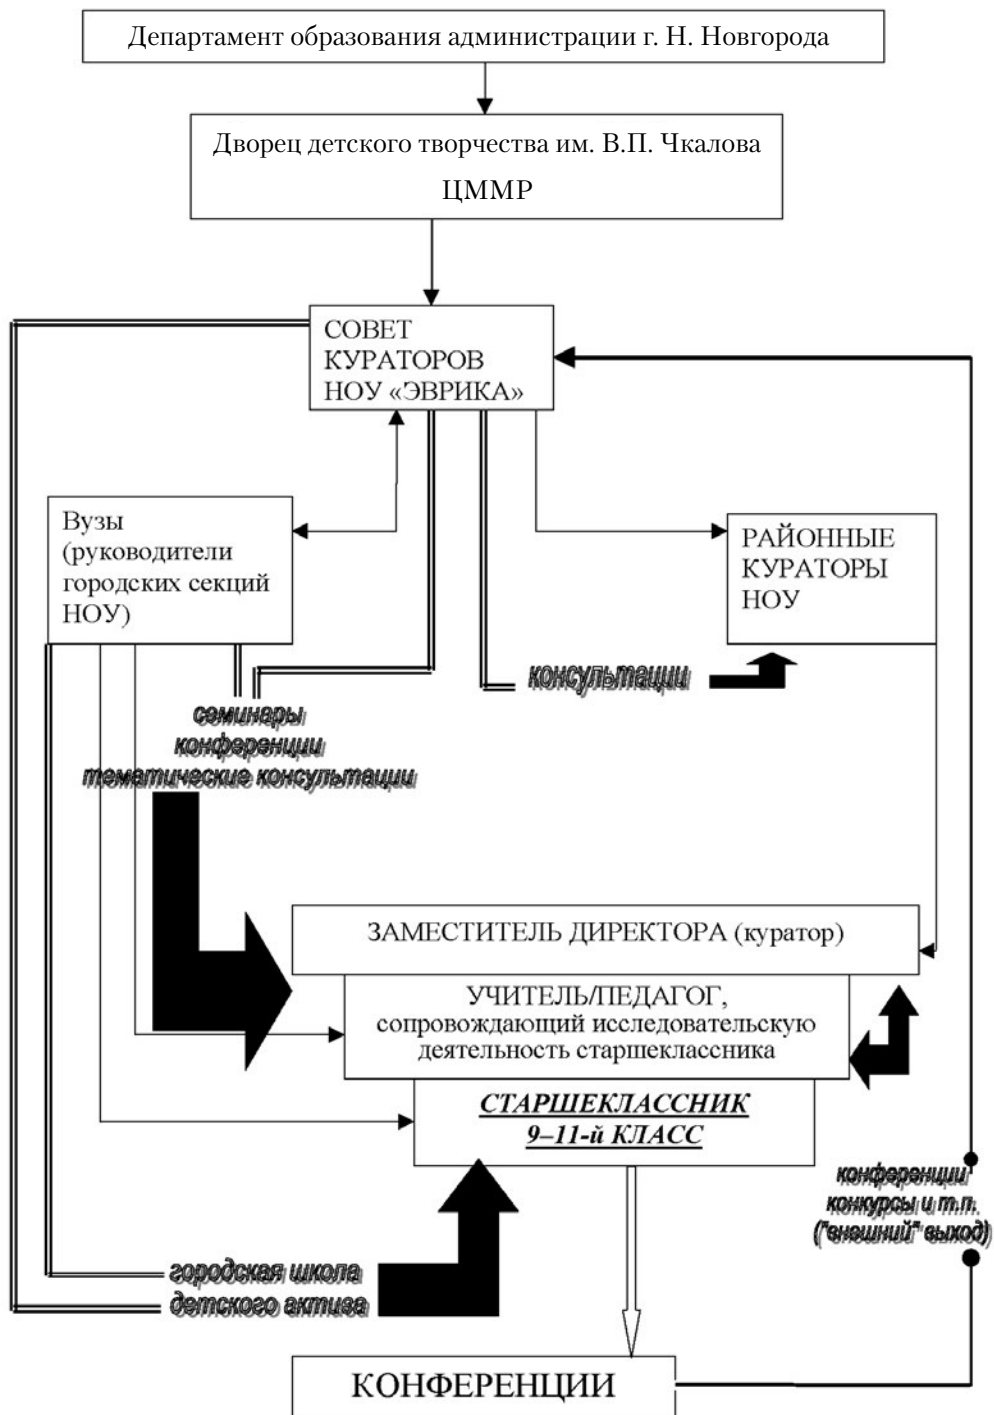 Департамент образования администрации г. Н. Новгорода
Дворец детского творчества им. В.П. Чкалова
ЦММР
СОВЕТ
КУРАТОРОВ
НОУ «ЭВРИКА»
Вузы
(руководители
городских секций
НОУ)
РАЙОННЫЕ
КУРАТОРЫ
НОУ
консультации
семинары
конференции
тематические консультации
ЗАМЕСТИТЕЛЬ ДИРЕКТОРА (куратор)
УЧИТЕЛЬ/ПЕДАГОГ,
сопровождающий исследовательскую
деятельность старшеклассника
СТАРШЕКЛАССНИК
9–11-й КЛАСС
конференции
конкурсы и т.п.
("внешний" выход)
городская школа
детского актива
КОНФЕРЕНЦИИ